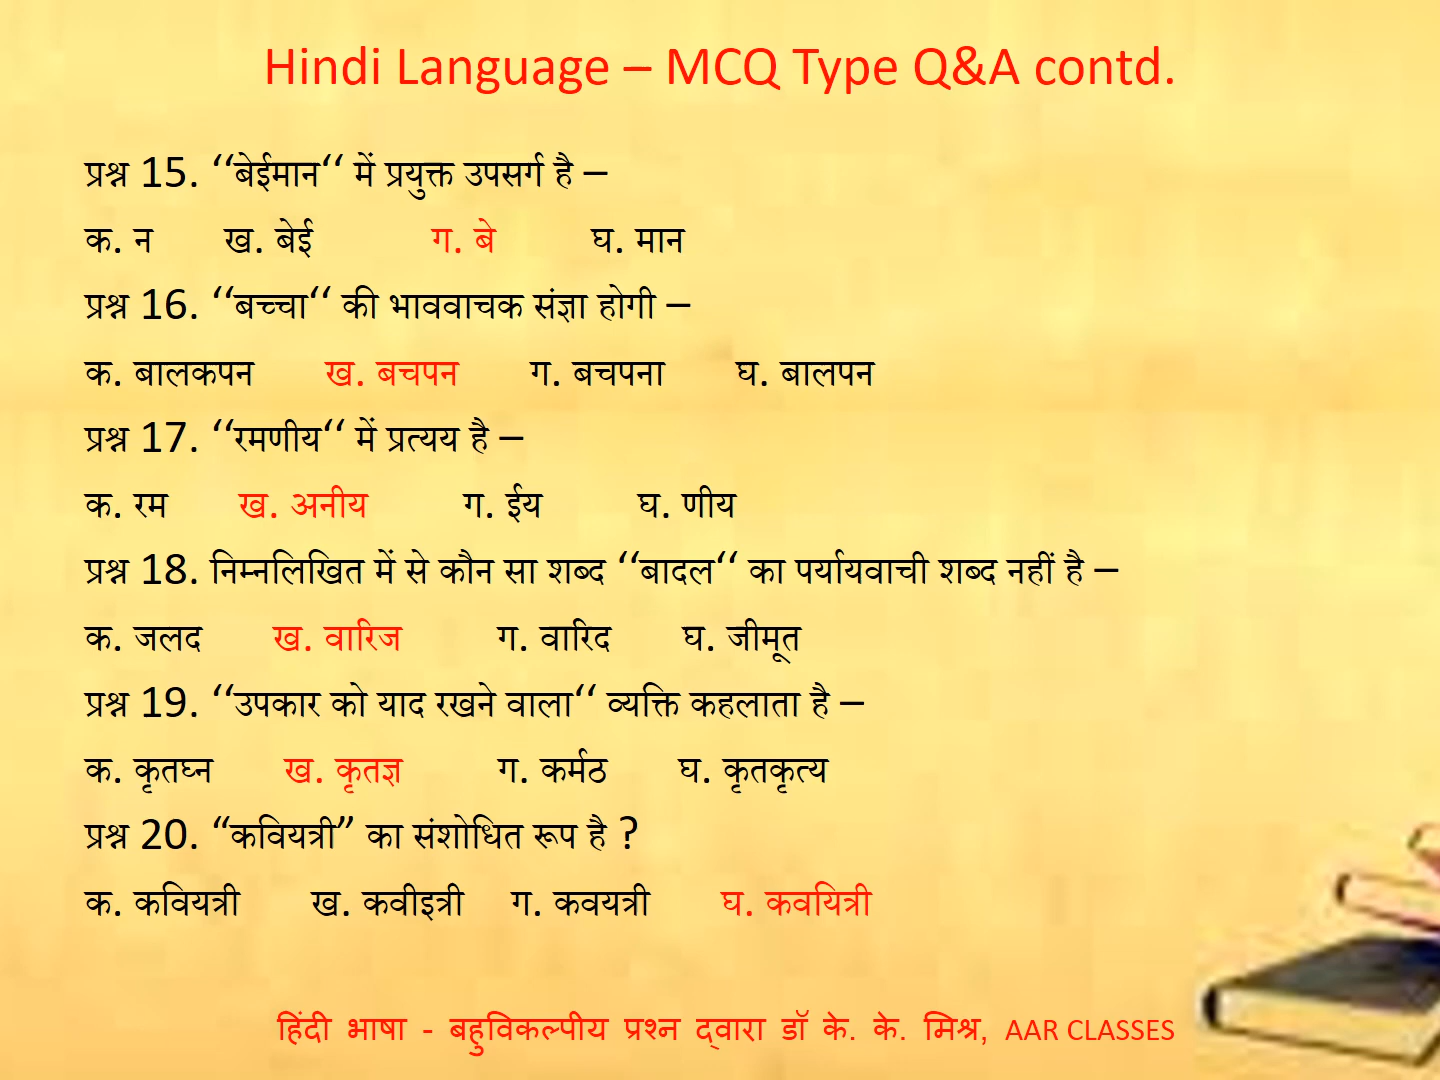 Hindi Language – MCQ Type Q&A contd.
प्रश्न 15. ‘‘बेईमान‘‘ में प्रयुक्त उपसर्ग है –
क. न ख. बेई ग. बे घ. मान
प्रश्न 16. ‘‘बच्चा‘‘ की भाववाचक संज्ञा होगी –
क. बालकपन ख. बचपन ग. बचपना घ. बालपन
प्रश्न 17. ‘‘रमणीय‘‘ में प्रत्यय है –
क. रम ख. अनीय ग. ईय घ. णीय
प्रश्न 18. निम्नलिखित में से कौन सा शब्द ‘‘बादल‘‘ का पर्यायवाची शब्द नहीं है –
क. जलद ख. वारिज ग. वारिद घ. जीमूत
प्रश्न 19. ‘‘उपकार को याद रखने वाला‘‘ व्यक्ति कहलाता है –
क. कृतघ्न ख. कृतज्ञ ग. कर्मठ घ. कृतकृत्य
प्रश्न 20. “कवियत्री” का संशोधित रूप है ?
क. कवियत्री ख. कवीइत्री ग. कवयत्री घ. कवयित्री
हिंदी भाषा - बहुविकल्पीय प्रश्न द्वारा डॉ के. के. मिश्र, AAR CLASSES